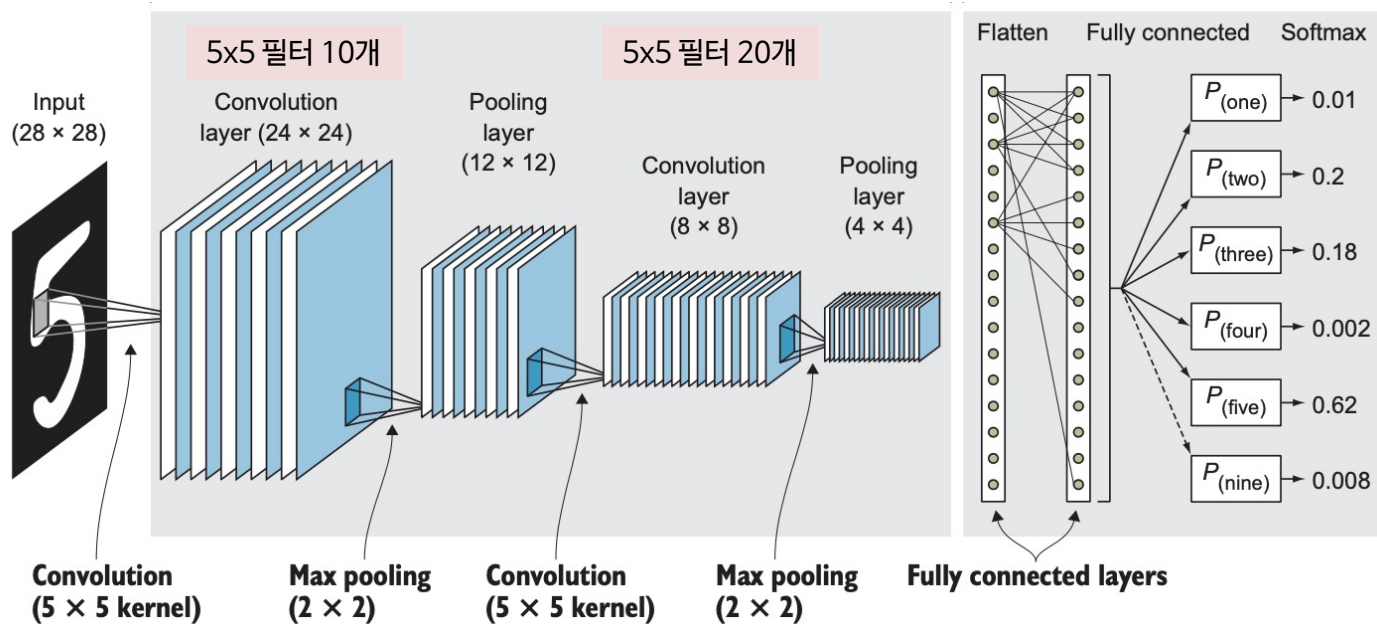 5x5 필터 10개
5x5 필터 20개
Flatten
Fully connected
Softmax
Input
(28 × 28)
Convolution
layer (24 × 24)
Pooling
layer
(12 × 12)
Convolution
layer
(8 × 8)
Pooling
layer
(4 × 4)
P(one)
0.01
P(two)
0.2
P(three)
0.18
P(four)
0.002
P(five)
0.62
P(nine)
0.008
Convolution
(5 × 5 kernel)
Max pooling
(2 × 2)
Convolution
(5 × 5 kernel)
Max pooling
(2 × 2)
Fully connected layers